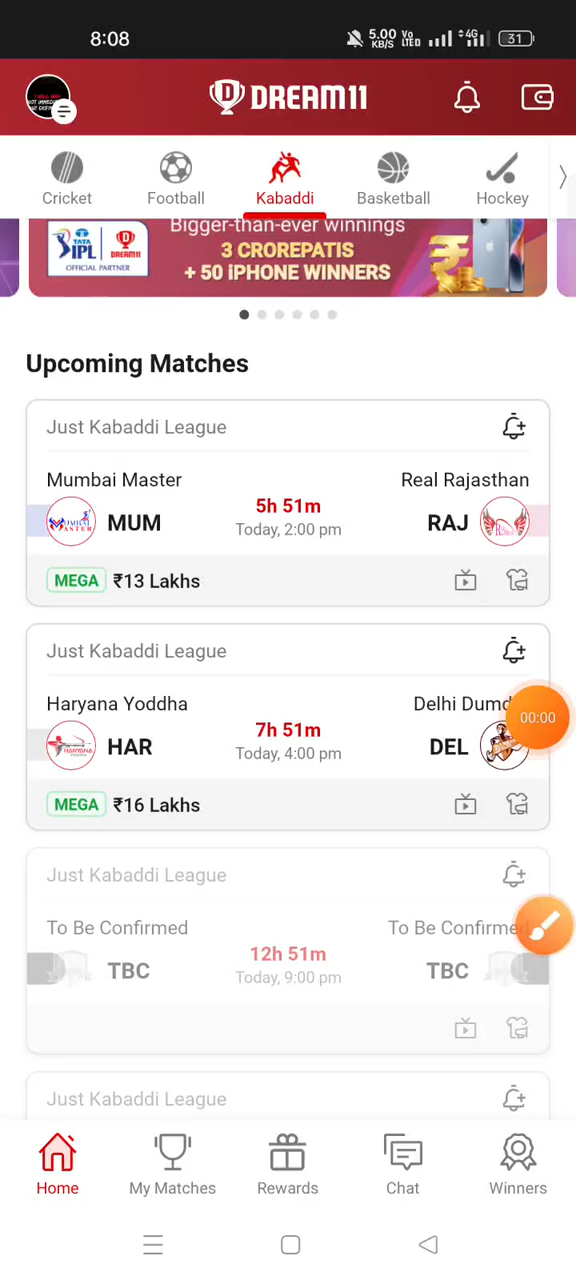 8:08
5.00 KB/S
Vo LTED
4G
31
DREAM11
Cricket
Football
Kabaddi
Basketball
Hockey
Bigger-than-ever winnings
TATA IPL
DREAM11
OFFICIAL PARTNER
3 CROREPATIS
+ 50 iPHONE WINNERS
Upcoming Matches
Just Kabaddi League
Mumbai Master
Real Rajasthan
MUM
5h 51m
RAJ
Today, 2:00 pm
MEGA ₹13 Lakhs
Just Kabaddi League
Haryana Yoddha
Delhi
00:00
HAR
7h 51m
DEL
Today, 4:00 pm
MEGA ₹16 Lakhs
Just Kabaddi League
To Be Confirmed
To Be Confirmed
TBC
12h 51m
TBC
Today, 9:00 pm
Just Kabaddi League
Home
My Matches
Rewards
Chat
Winners